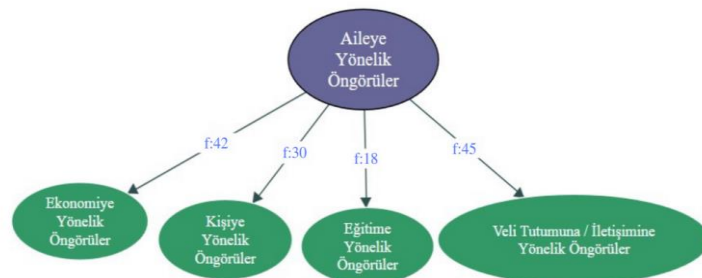 Aileye
Yönelik
Öngörüler
f:42
f:30
f:18
f:45
Ekonomiye
Yönelik
Öngörüler
Kişiye
Yönelik
Öngörüler
Eğitime
Yönelik
Öngörüler
Veli Tutumuna / İletişimine
Yönelik Öngörüler